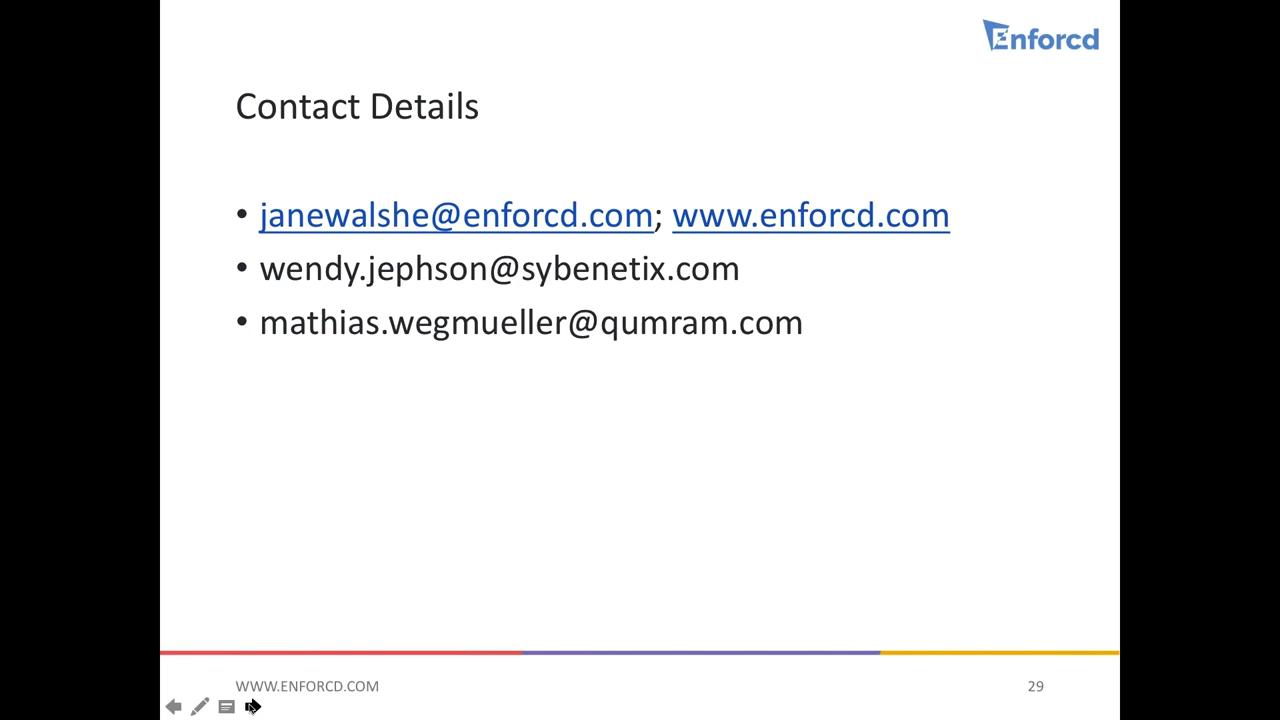 Enforcd
Contact Details
• janewalshe@enforcd.com; www.enforcd.com
• wendy.jephson@sybenetix.com
• mathias.wegmueller@qumram.com
WWW.ENFORCD.COM
29